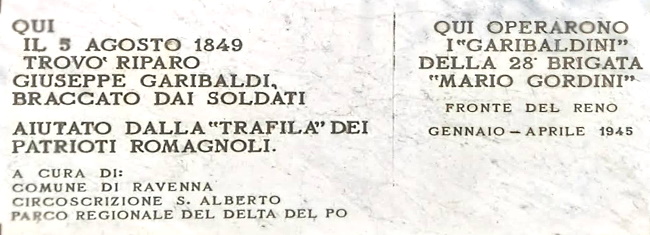 QUI
IL 5 AGOSTO 1849
TROVO' RIPARO
GIUSEPPE GARIBALDI,
BRACCATO DAI SOLDATI
AIUTATO DALLA "TRAFILA" DEI
PATRIOTI ROMAGNOLI.
A CURA DI:
COMUNE DI RAVENNA
CIRCOSCRIZIONE S. ALBERTO
PARCO REGIONALE DEL DELTA DEL PO
QUI OPERARONO
I "GARIBALDINI"
DELLA 28ª BRIGATA
"MARIO GORDINI"
FRONTE DEL RENO
GENNAIO - APRILE 1945